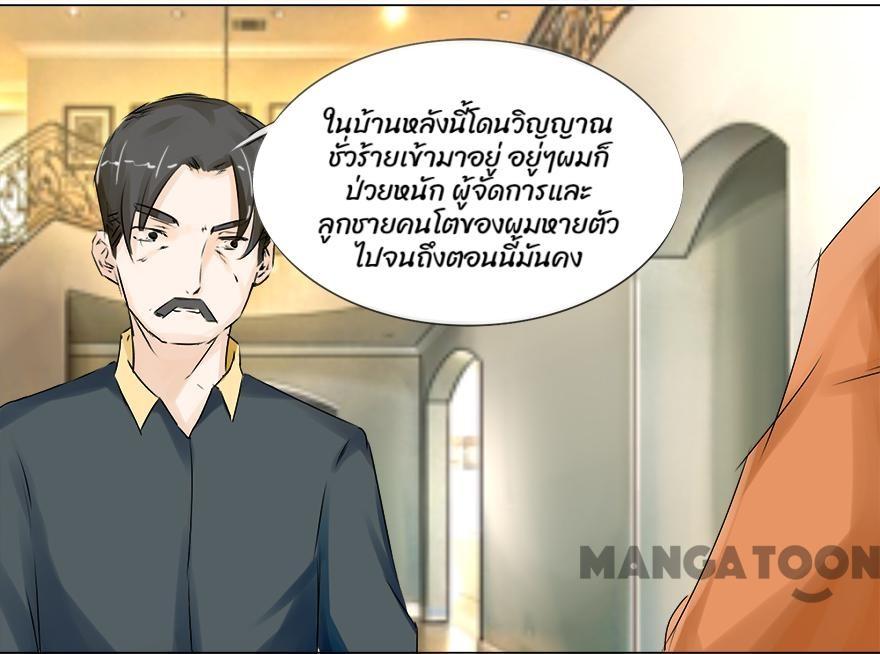 ในบ้านหลังนี้โดนวิญญาณ
ชั่วร้ายเข้ามาอยู่ อยู่ๆผมก็
ป่วยหนัก ผู้จัดการและ
ลูกชายคนโตของผมหายตัว
ไปจนถึงตอนนี้มันคง
MANGATOON